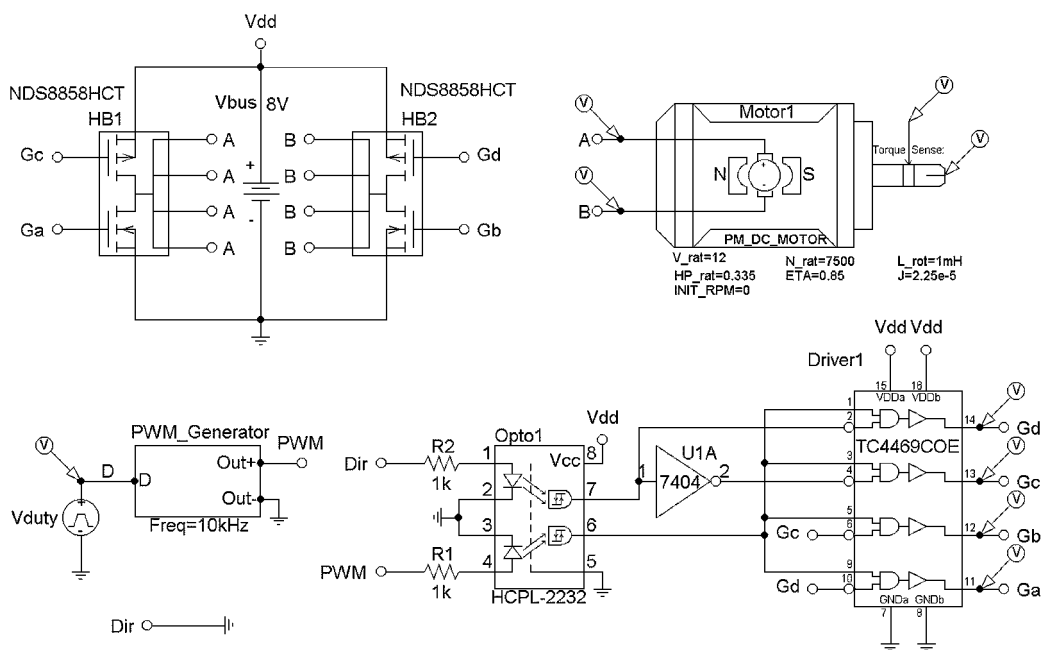 Vdd
NDS8858HCT
HB1
Vbus 8V
NDS8858HCT
HB2
Gc
Ga
A
A
A
A
+
-
B
B
B
B
Gd
Gb
V
V
V
V
A
B
Motor1
N
S
+
-
Torque Sense:
PM_DC_MOTOR
V_rat=12
HP_rat=0.335
INIT_RPM=0
N_rat=7500
ETA=0.85
L_rot=1mH
J=2.25e-5
V
D
Vduty
+
PWM_Generator
D
Out+
Out-
Freq=10kHz
PWM
Dir
Dir
PWM
R2
1k
R1
1k
Opto1
1
2
3
4
Vcc
8
7
6
5
HCPL-2232
Vdd
U1A
1
7404
2
Driver1
Vdd Vdd
15
16
VDDa
VDDb
TC4469COE
1
2
3
4
5
6
9
10
Gc
Gd
14
13
12
11
V
V
V
V
Gd
Gc
Gb
Ga
GNDa
GNDb
7
8